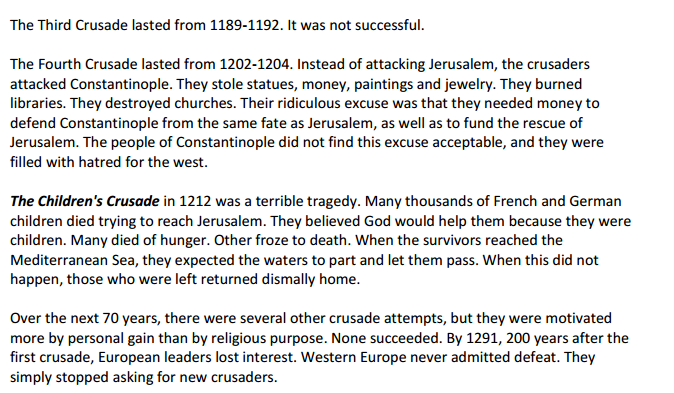 The Third Crusade lasted from 1189-1192. It was not successful.
The Fourth Crusade lasted from 1202-1204. Instead of attacking Jerusalem, the crusaders
attacked Constantinople. They stole statues, money, paintings and jewelry. They burned
libraries. They destroyed churches. Their ridiculous excuse was that they needed money to
defend Constantinople from the same fate as Jerusalem, as well as to fund the rescue of
Jerusalem. The people of Constantinople did not find this excuse acceptable, and they were
filled with hatred for the west.
The Children's Crusade in 1212 was a terrible tragedy. Many thousands of French and German
children died trying to reach Jerusalem. They believed God would help them because they were
children. Many died of hunger. Other froze to death. When the survivors reached the
Mediterranean Sea, they expected the waters to part and let them pass. When this did not
happen, those who were left returned dismally home.
Over the next 70 years, there were several other crusade attempts, but they were motivated
more by personal gain than by religious purpose. None succeeded. By 1291, 200 years after the
first crusade, European leaders lost interest. Western Europe never admitted defeat. They
simply stopped asking for new crusaders.